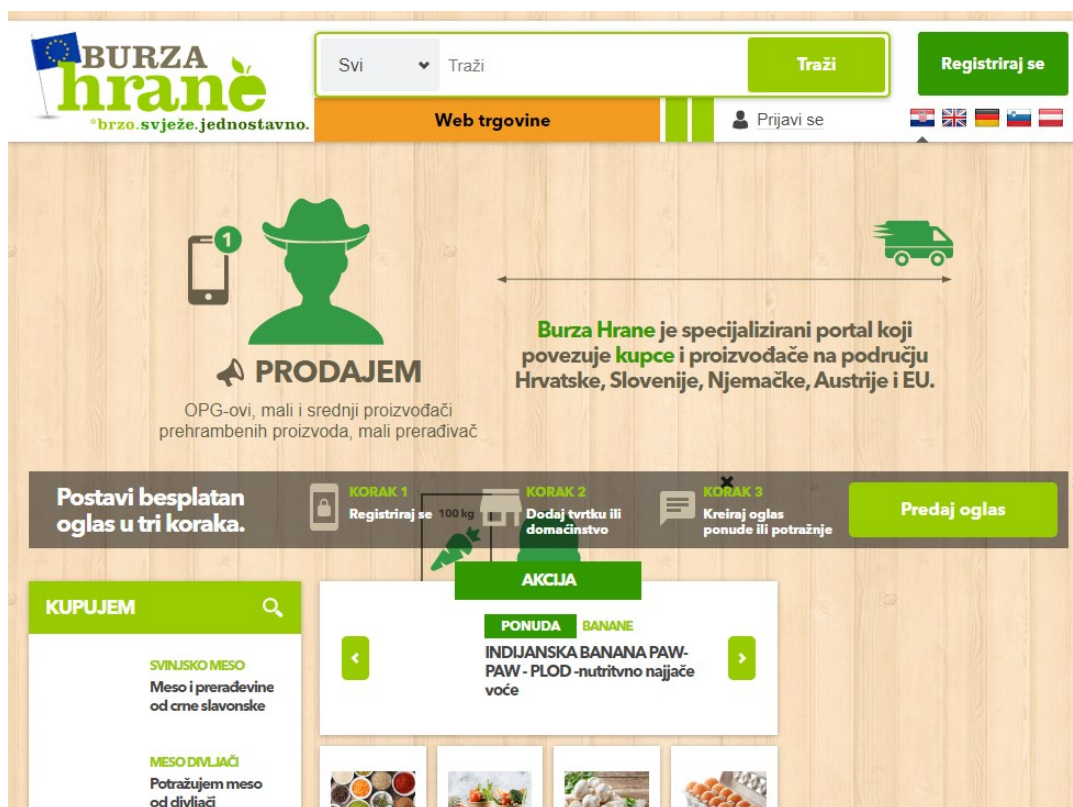 BURZA
hrane
*brzo.svježe.jednostavno.
Svi
Traži
Traži
Registriraj se
Web trgovine
Prijavi se
1
PRODAJEM
OPG-ovi, mali i srednji proizvođači
prehrambenih proizvoda, mali prerađivač
Burza Hrane je specijalizirani portal koji
povezuje kupce i proizvođače na području
Hrvatske, Slovenije, Njemačke, Austrije i EU.
Postavi besplatan
oglas u tri koraka.
KORAK 1
Registriraj se
100 kg
KORAK 2
Dodaj tvrtku ili
domaćinstvo
KORAK 3
Kreiraj oglas
ponude ili potražnje
Predaj oglas
KUPUJEM
SVINJSKO MESO
Meso i prerađevine
od crne slavonske
MESO DIVLJAČI
Potražujem meso
od divljači
AKCIJA
PONUDA BANANE
INDIJANSKA BANANA PAW-
PAW - PLOD -nutritvno najjače
voće